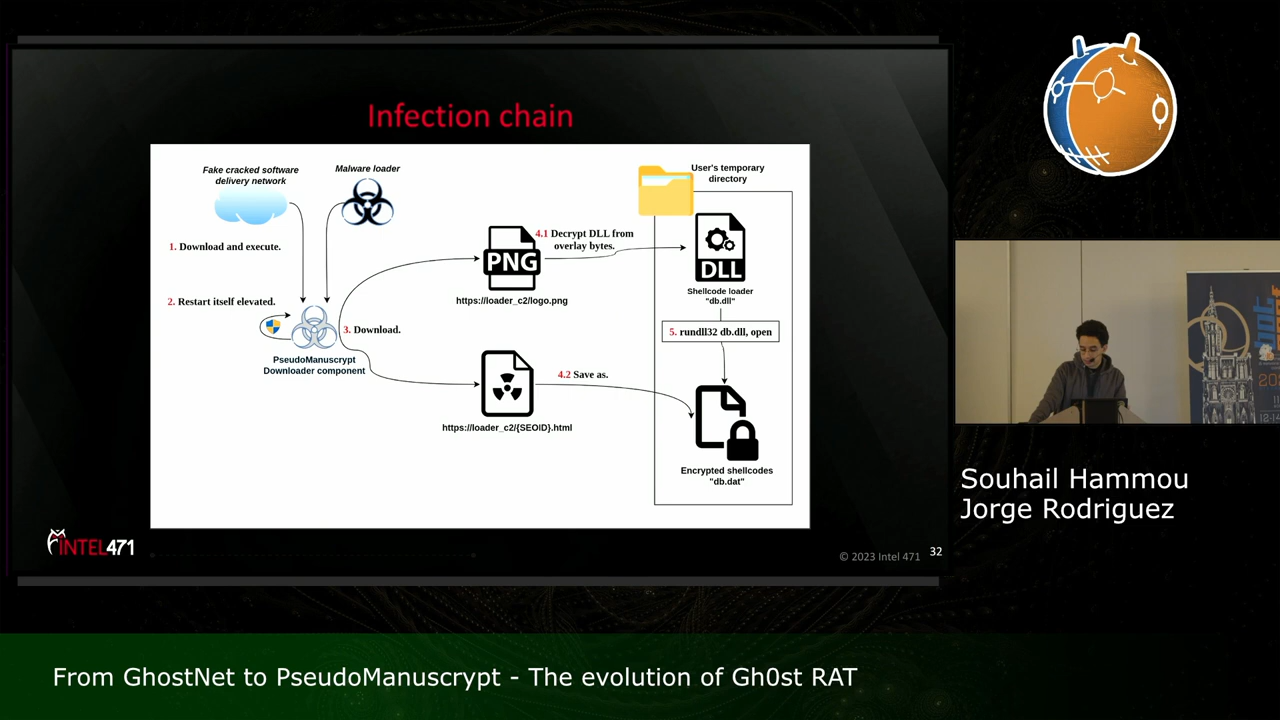 Infection chain
Fake cracked software
delivery network
Malware loader
User's temporary
directory
1. Download and execute.
4.1 Decrypt DLL from
overlay bytes.
PNG
DLL
https://loader_c2/logo.png
Shellcode loader
"db.dll"
2. Restart itself elevated.
3. Download.
5. rundll32 db.dll, open
PseudoManuscrypt
Downloader component
4.2 Save as.
https://loader_c2/{SEOID}.html
Encrypted shellcodes
"db.dat"
INTEL471
© 2023 Intel 471
32
Souhail Hammou
Jorge Rodriguez
From GhostNet to PseudoManuscrypt - The evolution of Gh0st RAT